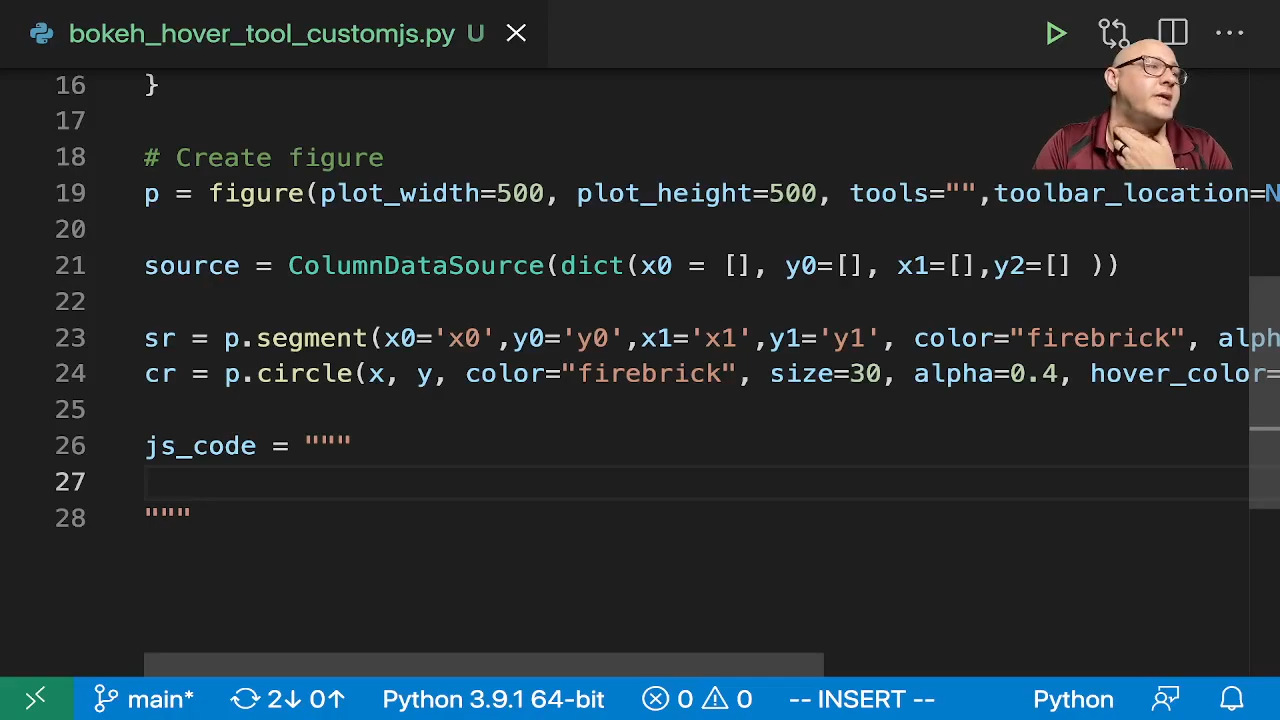 bokeh_hover_tool_customjs.py U
16 }
17
18 # Create figure
19 p = figure(plot_width=500, plot_height=500, tools="",toolbar_location=N
20
21 source = ColumnDataSource(dict(x0 = [], y0=[], x1=[],y2=[] ))
22
23 sr = p.segment(x0='x0',y0='y0',x1='x1',y1='y1', color="firebrick", alph
24 cr = p.circle(x, y, color="firebrick", size=30, alpha=0.4, hover_color=
25
26 js_code = """
27
28 """
main* 2↓ 0↑ Python 3.9.1 64-bit 0 0 -- INSERT -- Python